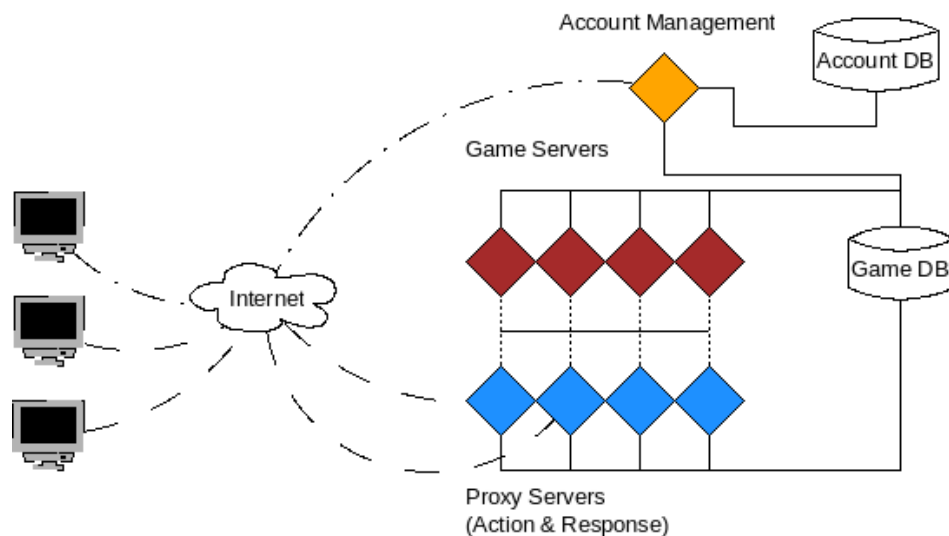 Account Management
Account DB
Game Servers
Internet
Game DB
Proxy Servers
(Action & Response)